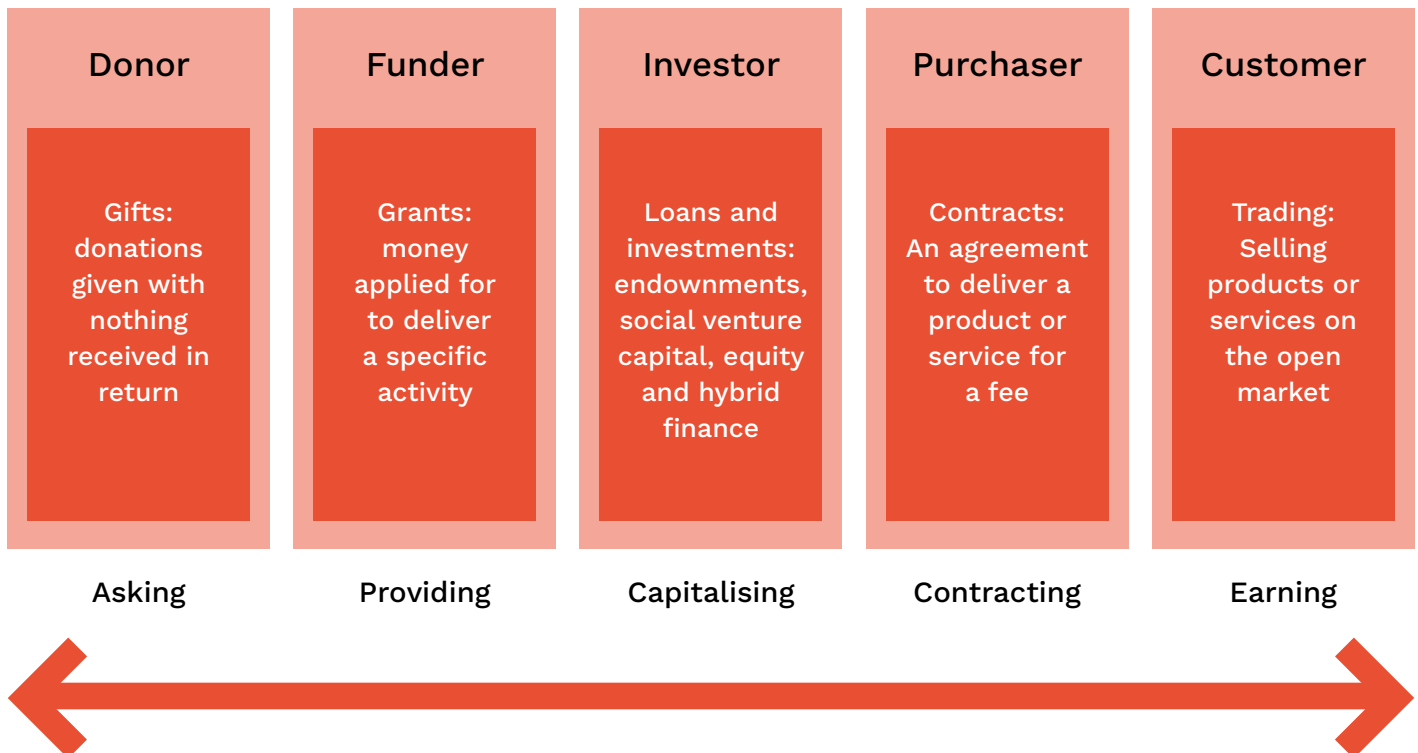 Donor
Gifts:
donations
given with
nothing
received in
return
Asking
Funder
Grants:
money
applied for
to deliver
a specific
activity
Providing
Investor
Loans and
investments:
endownments,
social venture
capital, equity
and hybrid
finance
Capitalising
Purchaser
Contracts:
An agreement
to deliver a
product or
service for
a fee
Contracting
Customer
Trading:
Selling
products or
services on
the open
market
Earning